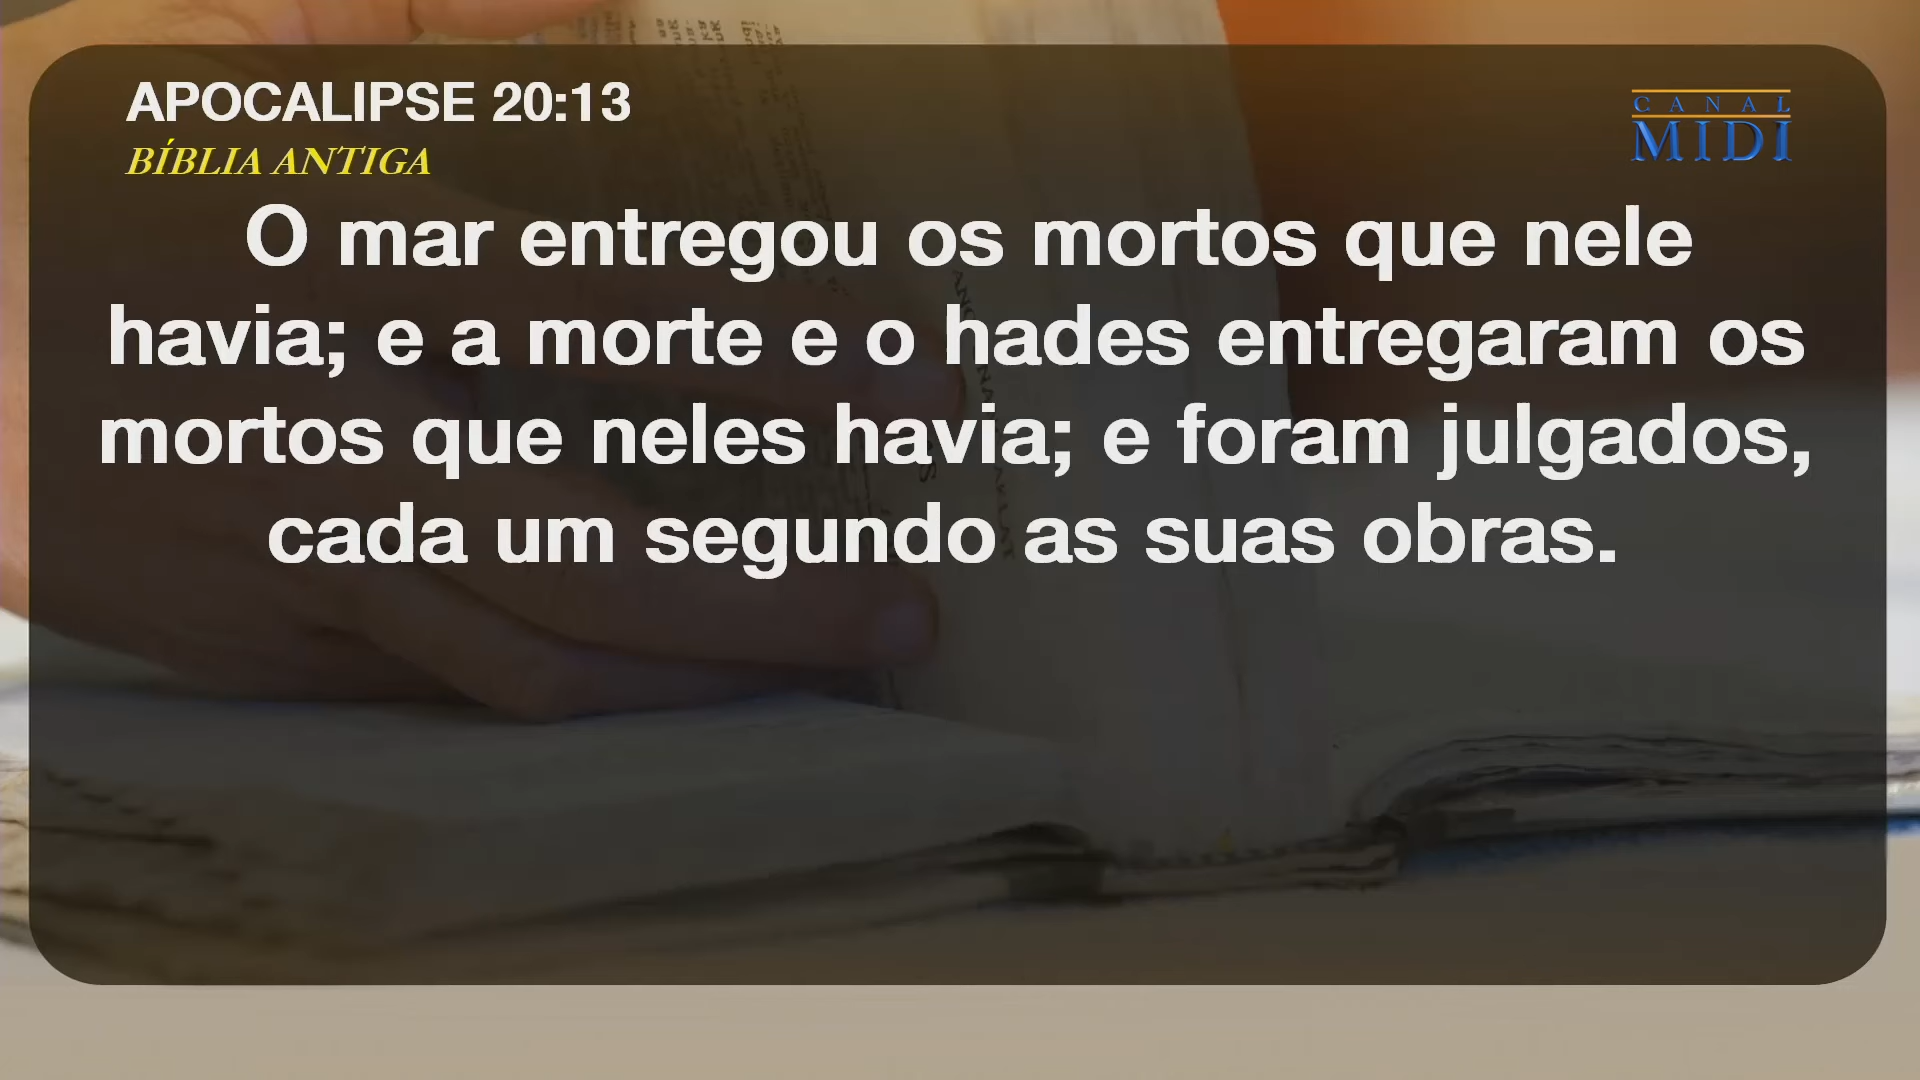 APOCALIPSE 20:13
BÍBLIA ANTIGA
CANAL
MIDI
O mar entregou os mortos que nele
havia; e a morte e o hades entregaram os
mortos que neles havia; e foram julgados,
cada um segundo as suas obras.